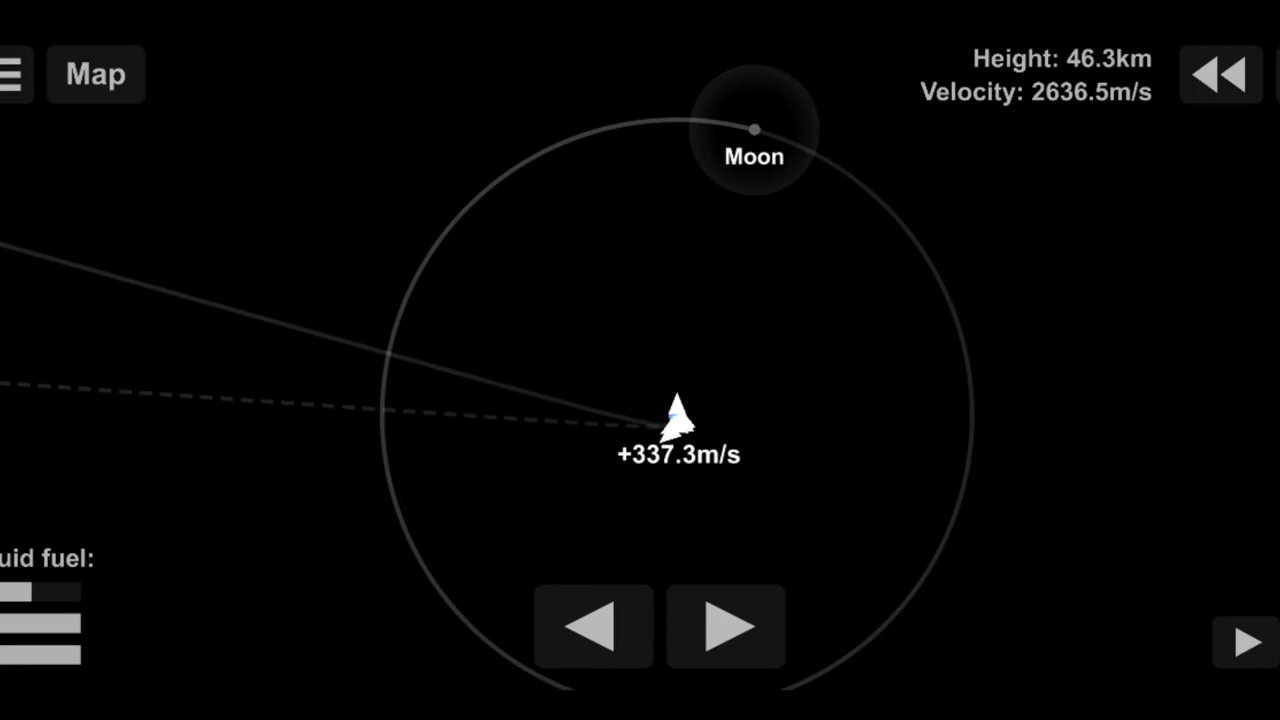 Map
Height: 46.3km
Velocity: 2636.5m/s
Moon
+337.3m/s
uid fuel: